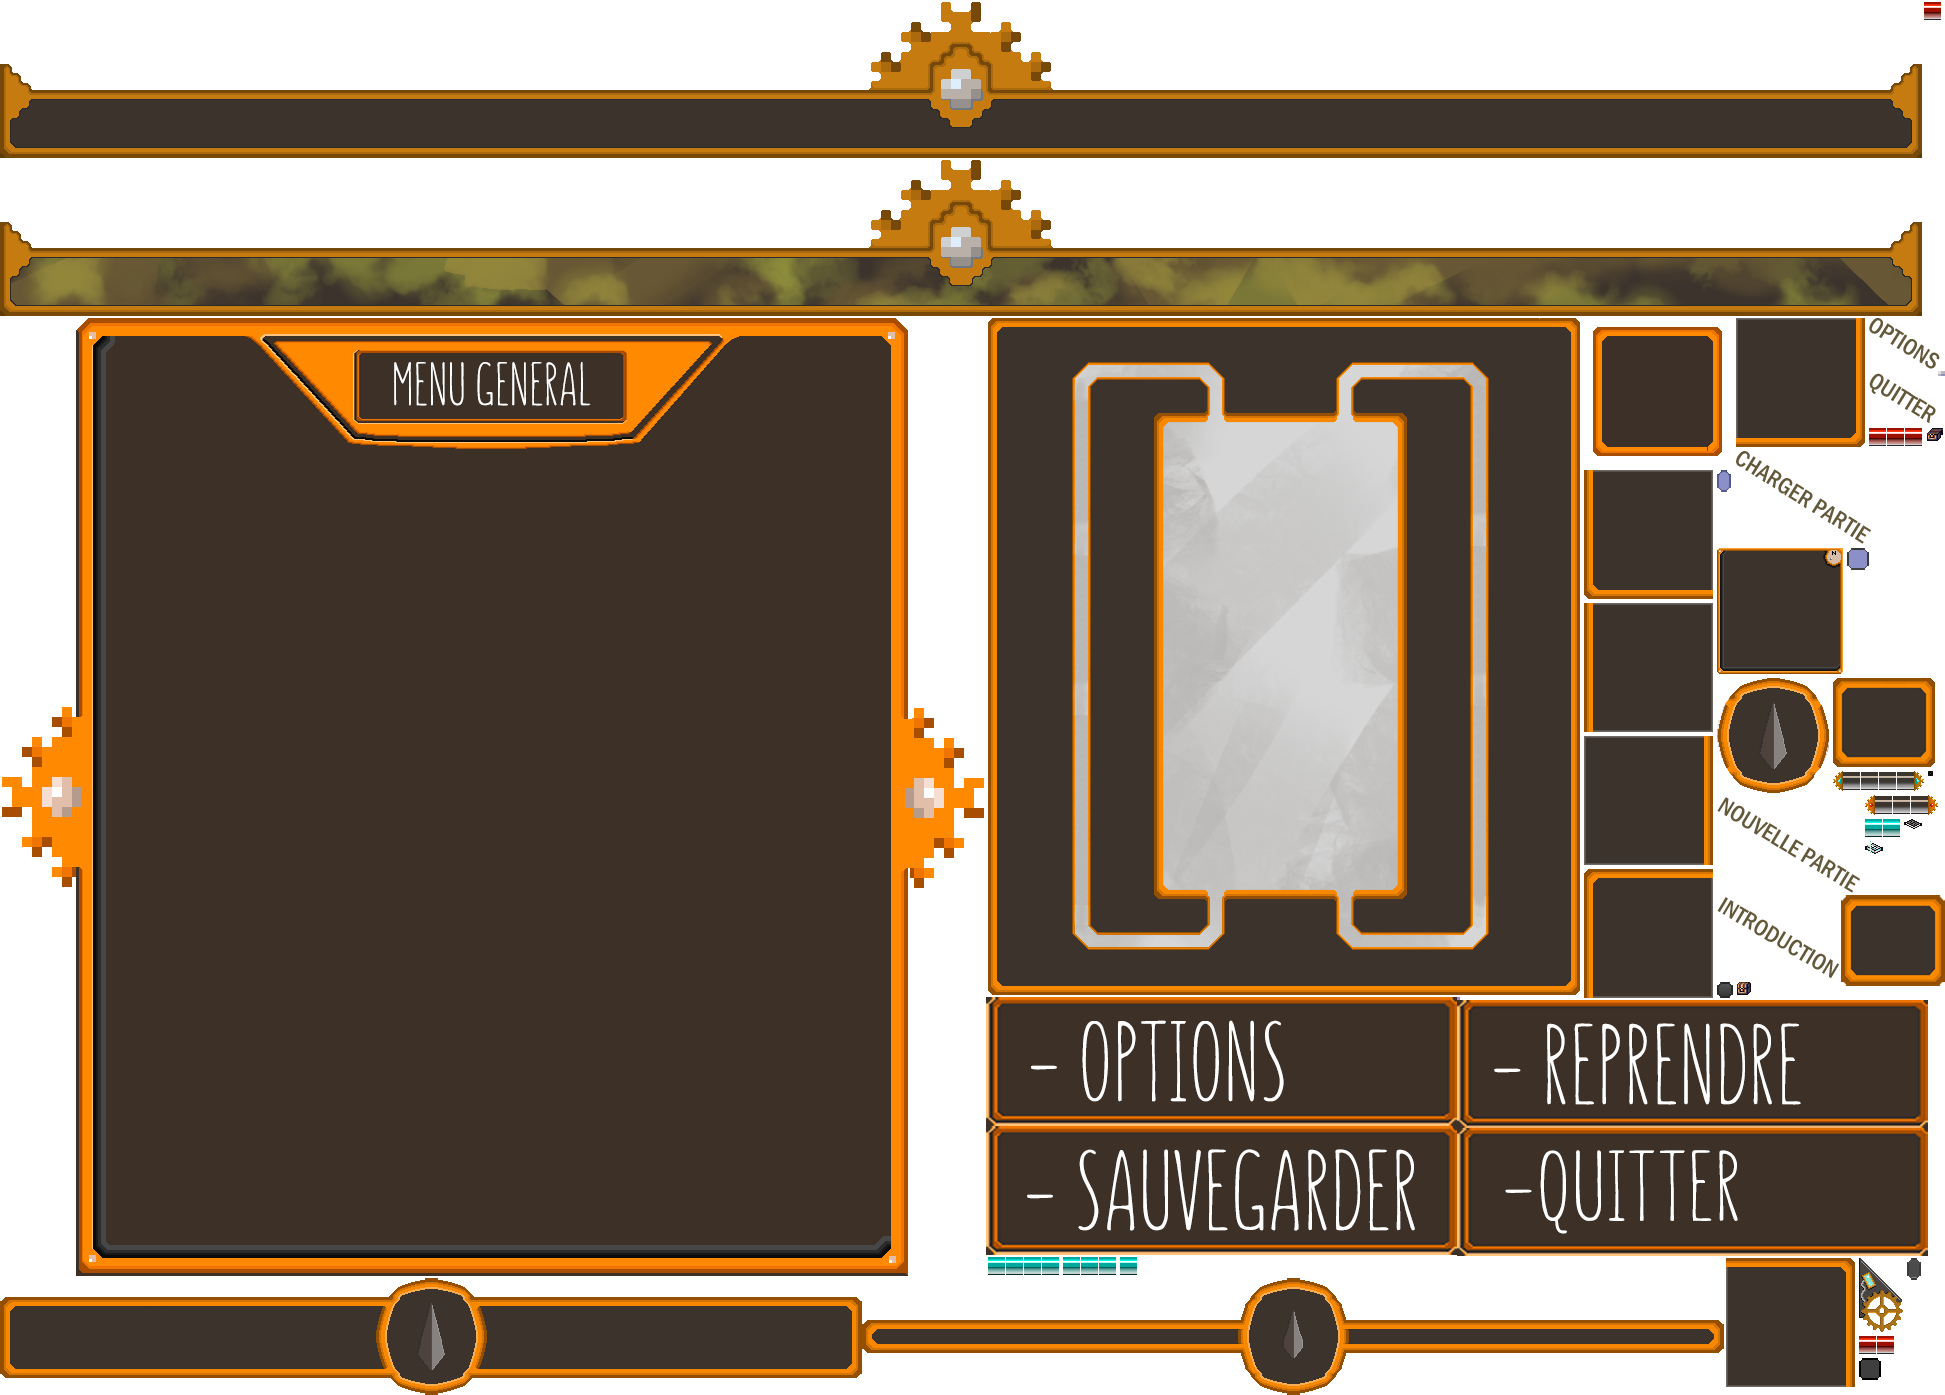 MENU GENERAL
OPTIONS
QUITTER
CHARGER PARTIE
NOUVELLE PARTIE
INTRODUCTION
- OPTIONS
- REPRENDRE
- SAUVEGARDER
-QUITTER